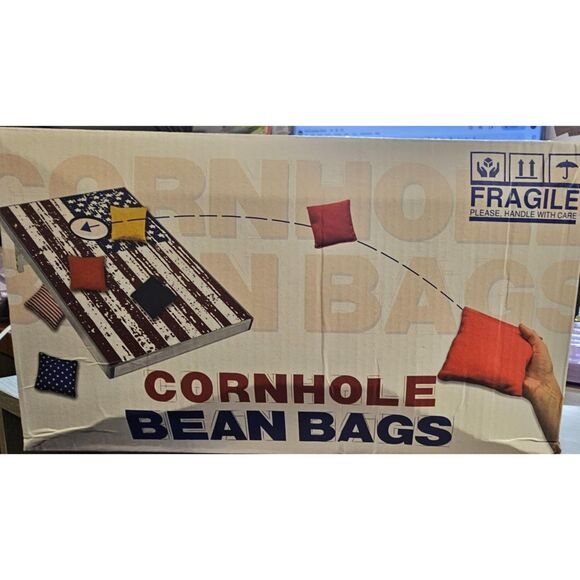 CORNHOLE
BEAN BAGS
FRAGILE
PLEASE, HANDLE WITH CARE
CORNHOLE
BEAN BAGS